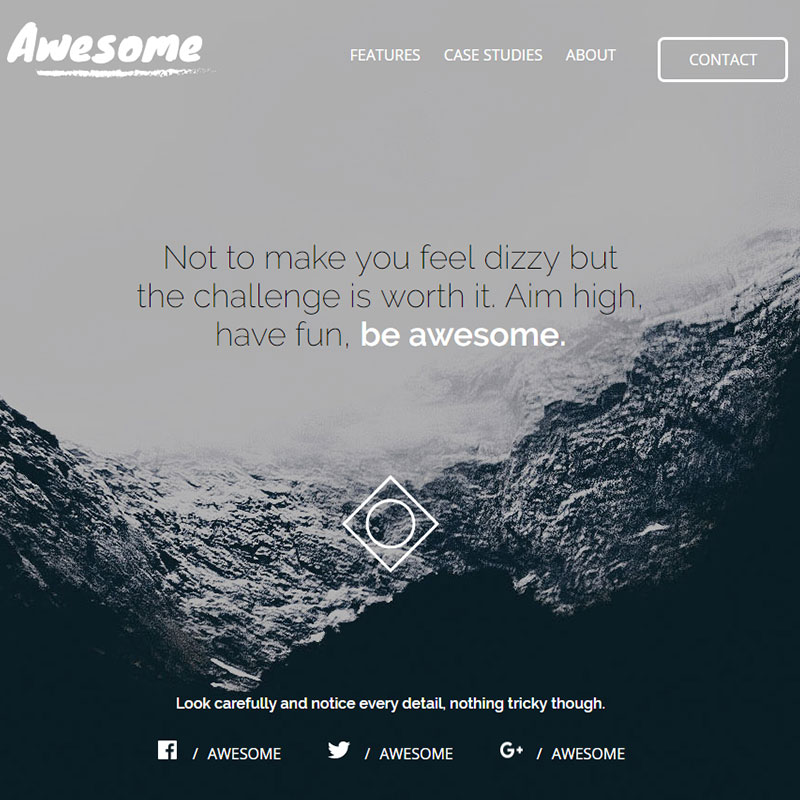 Awesome
FEATURES CASE STUDIES ABOUT CONTACT
Not to make you feel dizzy but
the challenge is worth it. Aim high,
have fun, be awesome.
Look carefully and notice every detail, nothing tricky though.
/ AWESOME / AWESOME G+ / AWESOME